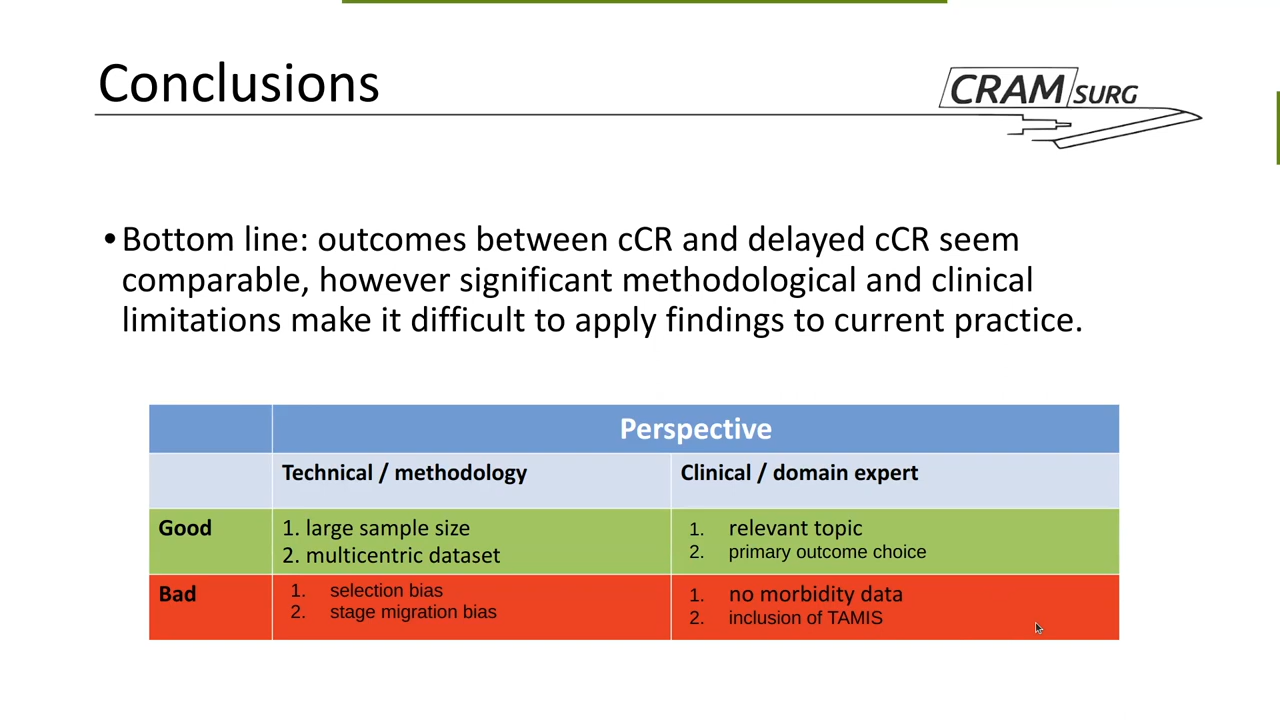 Conclusions
CRAM SURG
•Bottom line: outcomes between cCR and delayed cCR seem
comparable, however significant methodological and clinical
limitations make it difficult to apply findings to current practice.
Perspective
Technical / methodology
Clinical / domain expert
Good
1. large sample size
2. multicentric dataset
1. relevant topic
2. primary outcome choice
Bad
1. selection bias
2. stage migration bias
1. no morbidity data
2. inclusion of TAMIS